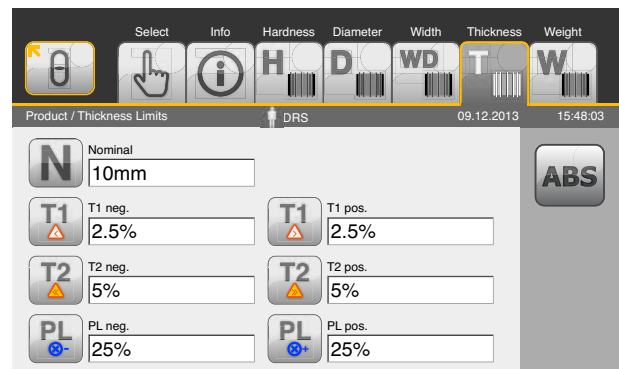 Select Info Hardness Diameter Width Thickness Weight
H D WD T W
Product / Thickness Limits DRS 09.12.2013 15:48:03
N Nominal
10mm
ABS
T1 T1 neg.
2.5%
T1 T1 pos.
2.5%
T2 T2 neg.
5%
T2 T2 pos.
5%
PL PL neg.
25%
PL PL pos.
25%